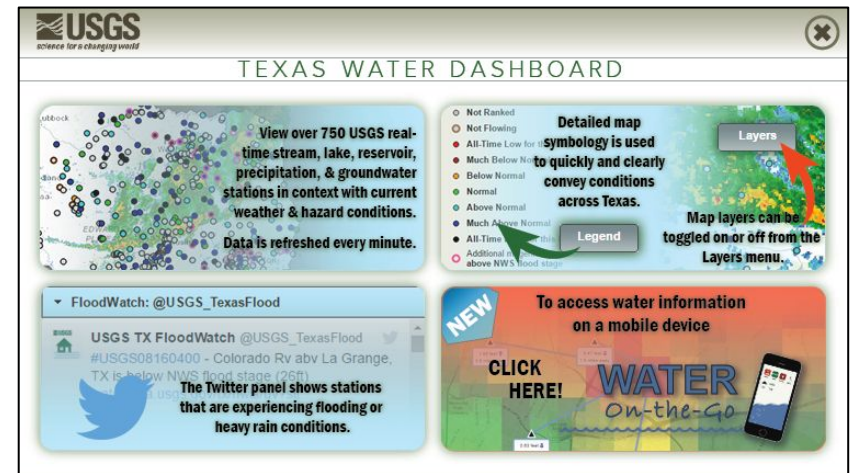 USGS
science for a changing world
TEXAS WATER DASHBOARD
ubbock
View over 750 USGS real-
time stream, lake, reservoir,
precipitation, & groundwater
stations in context with current
weather & hazard conditions.
Data is refreshed every minute.
Not Ranked
Not Flowing
All-Time Low for th
Much Below No
Below Normal
Normal
Above Normal
Much Above Normal
All-Time
Additional
above NWS flood stage
Detailed map
symbology is used
to quickly and clearly
convey conditions
across Texas.
Layers
Legend
Map layers can be
toggled on or off from the
Layers menu.
FloodWatch: @USGS_TexasFlood
USGS TX FloodWatch @USGS_TexasFlood
#USGS08160400 - Colorado Rv abv La Grange,
TX is below NWS flood stage (26ft)
The Twitter panel shows stations
that are experiencing flooding or
heavy rain conditions.
NEW
To access water information
on a mobile device
CLICK
HERE!
WATER
On-the-Go